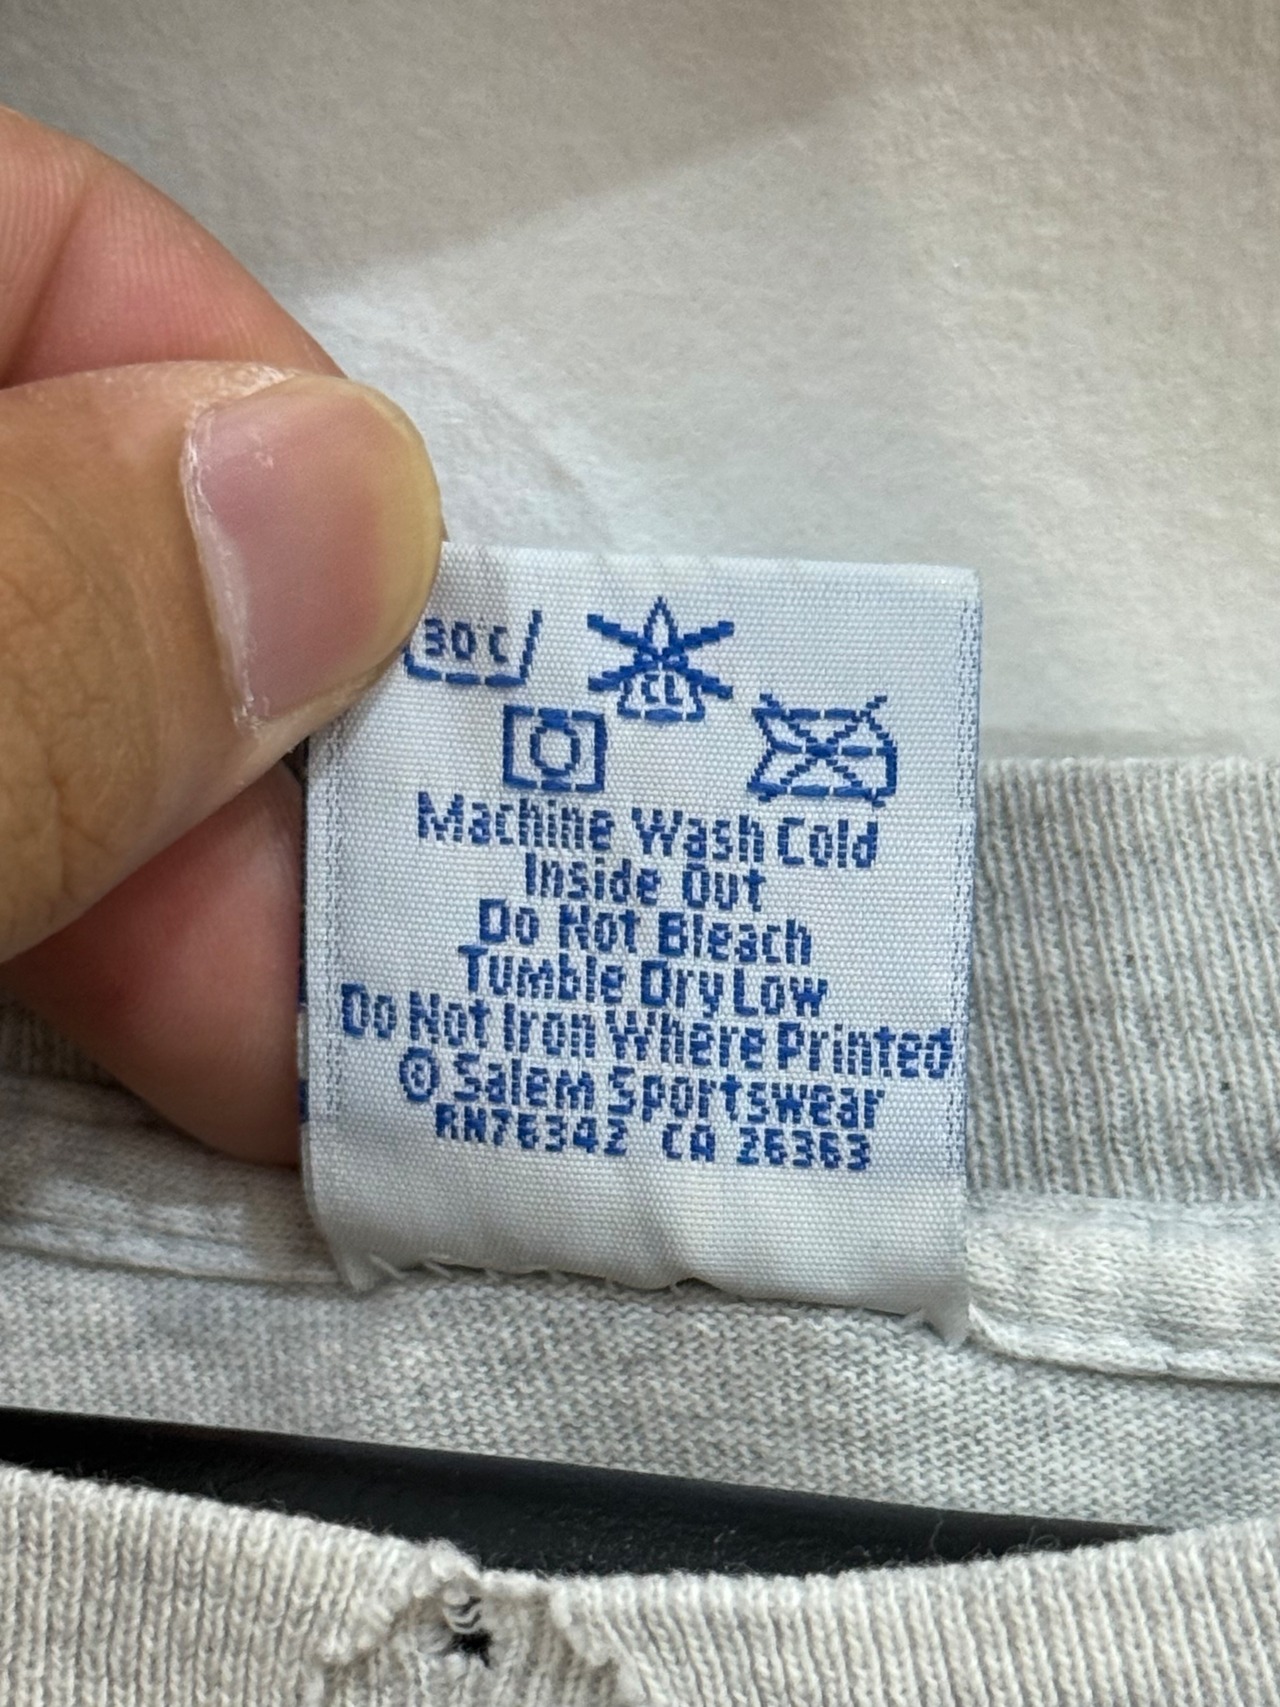 30°C
CL
Machine Wash Cold
Inside Out
Do Not Bleach
Tumble Dry Low
Do Not Iron Where Printed
© Salem Sportswear
RN76342 CA 26363